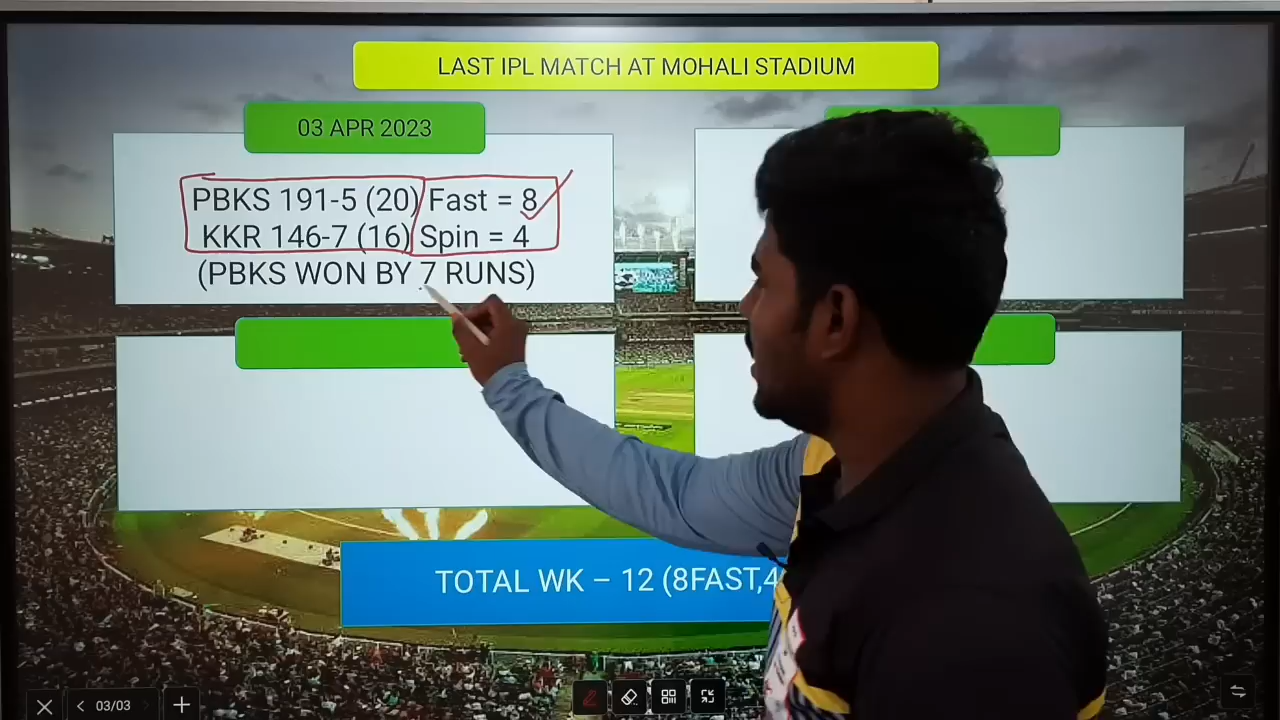 LAST IPL MATCH AT MOHALI STADIUM
03 APR 2023
PBKS 191-5 (20) Fast = 8
KKR 146-7 (16) Spin = 4
(PBKS WON BY 7 RUNS)
TOTAL WK – 12 (8FAST,4
03/03